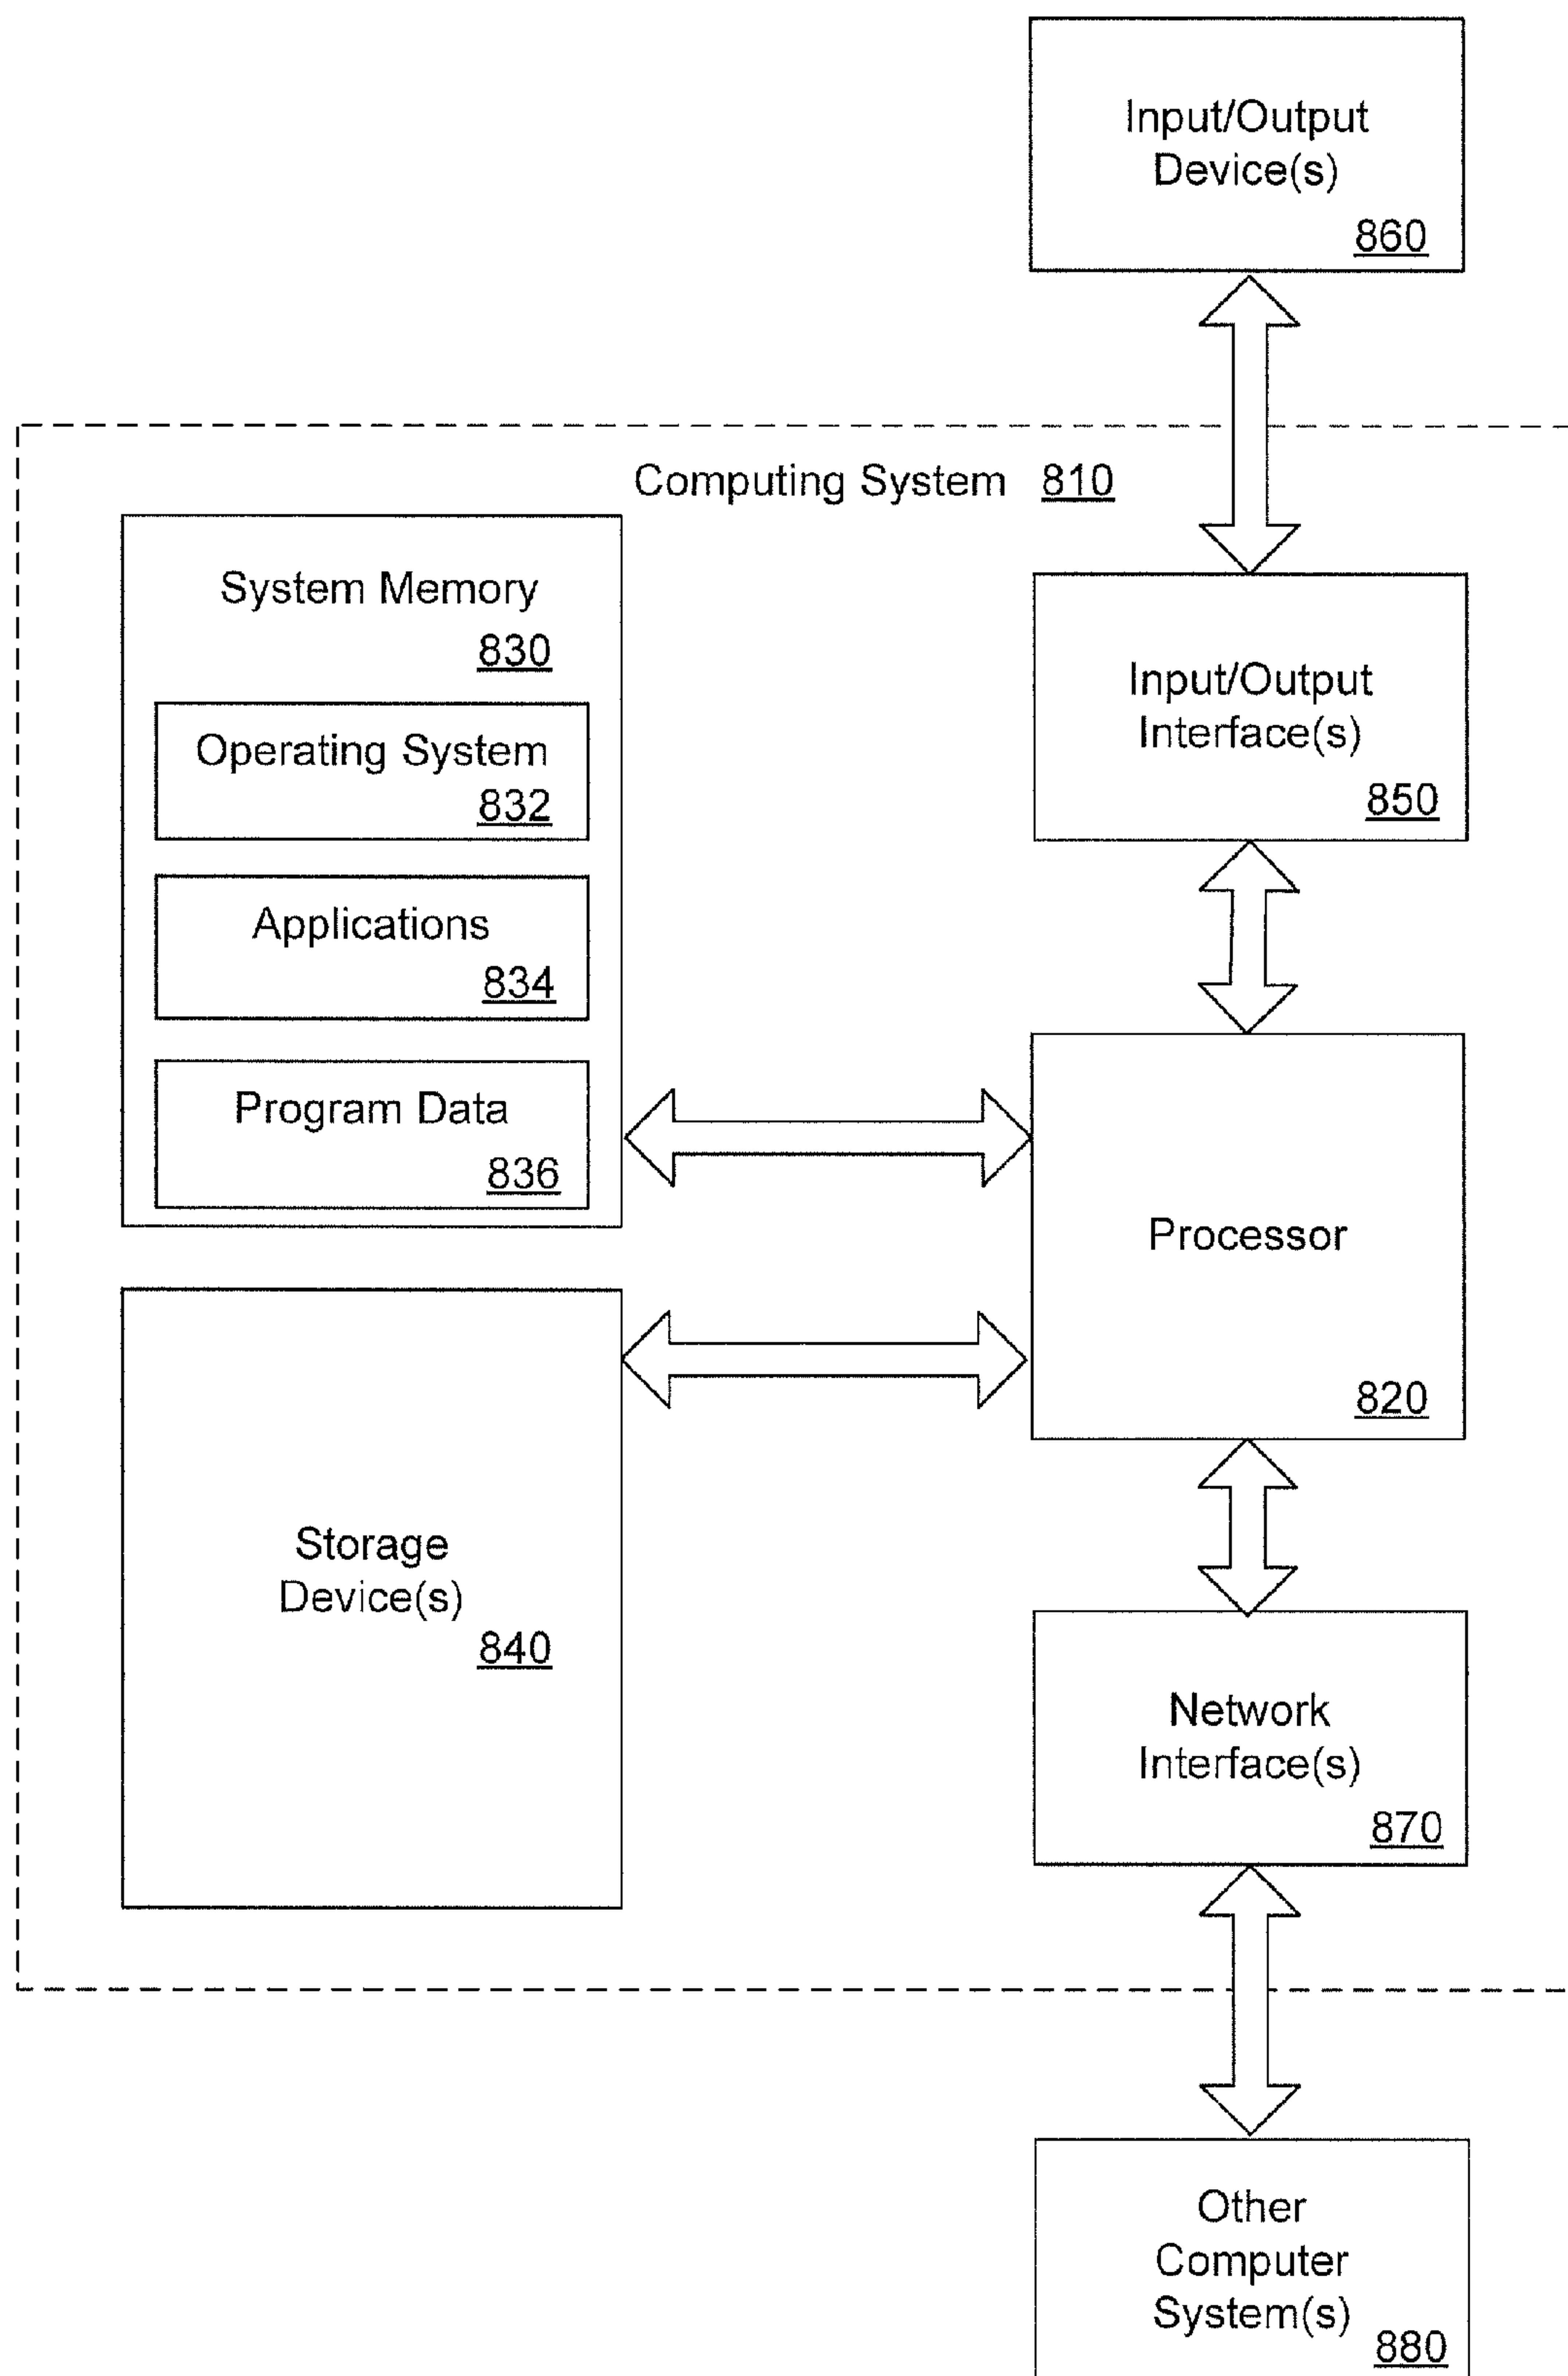 Input/Output
Device(s)
860
Computing System 810
System Memory
830
Operating System
832
Applications
834
Program Data
836
Input/Output
Interface(s)
850
Processor
820
Storage
Device(s)
840
Network
Interface(s)
870
Other
Computer
System(s)
880